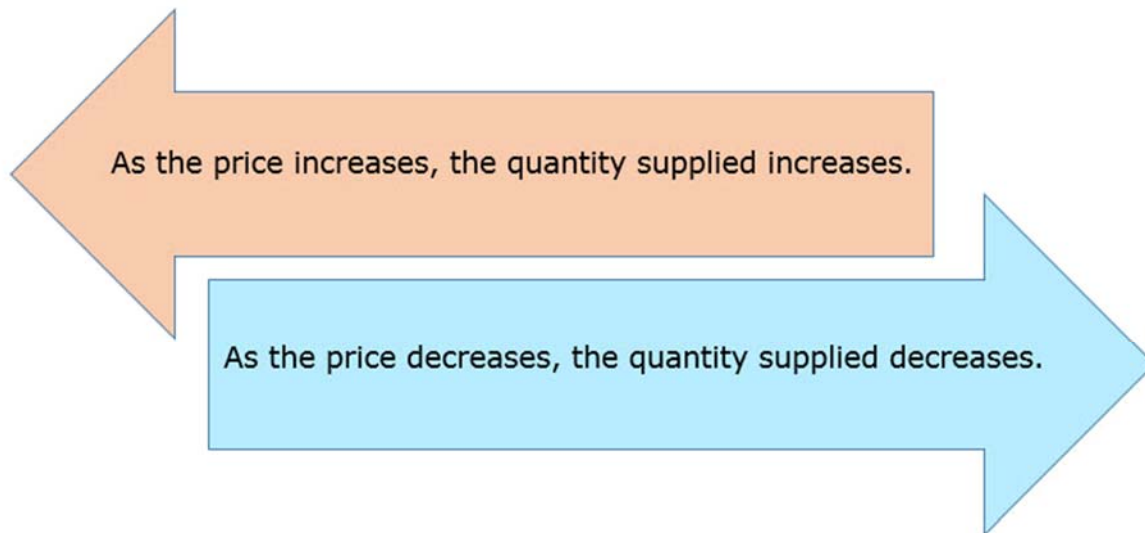 As the price increases, the quantity supplied increases.
As the price decreases, the quantity supplied decreases.